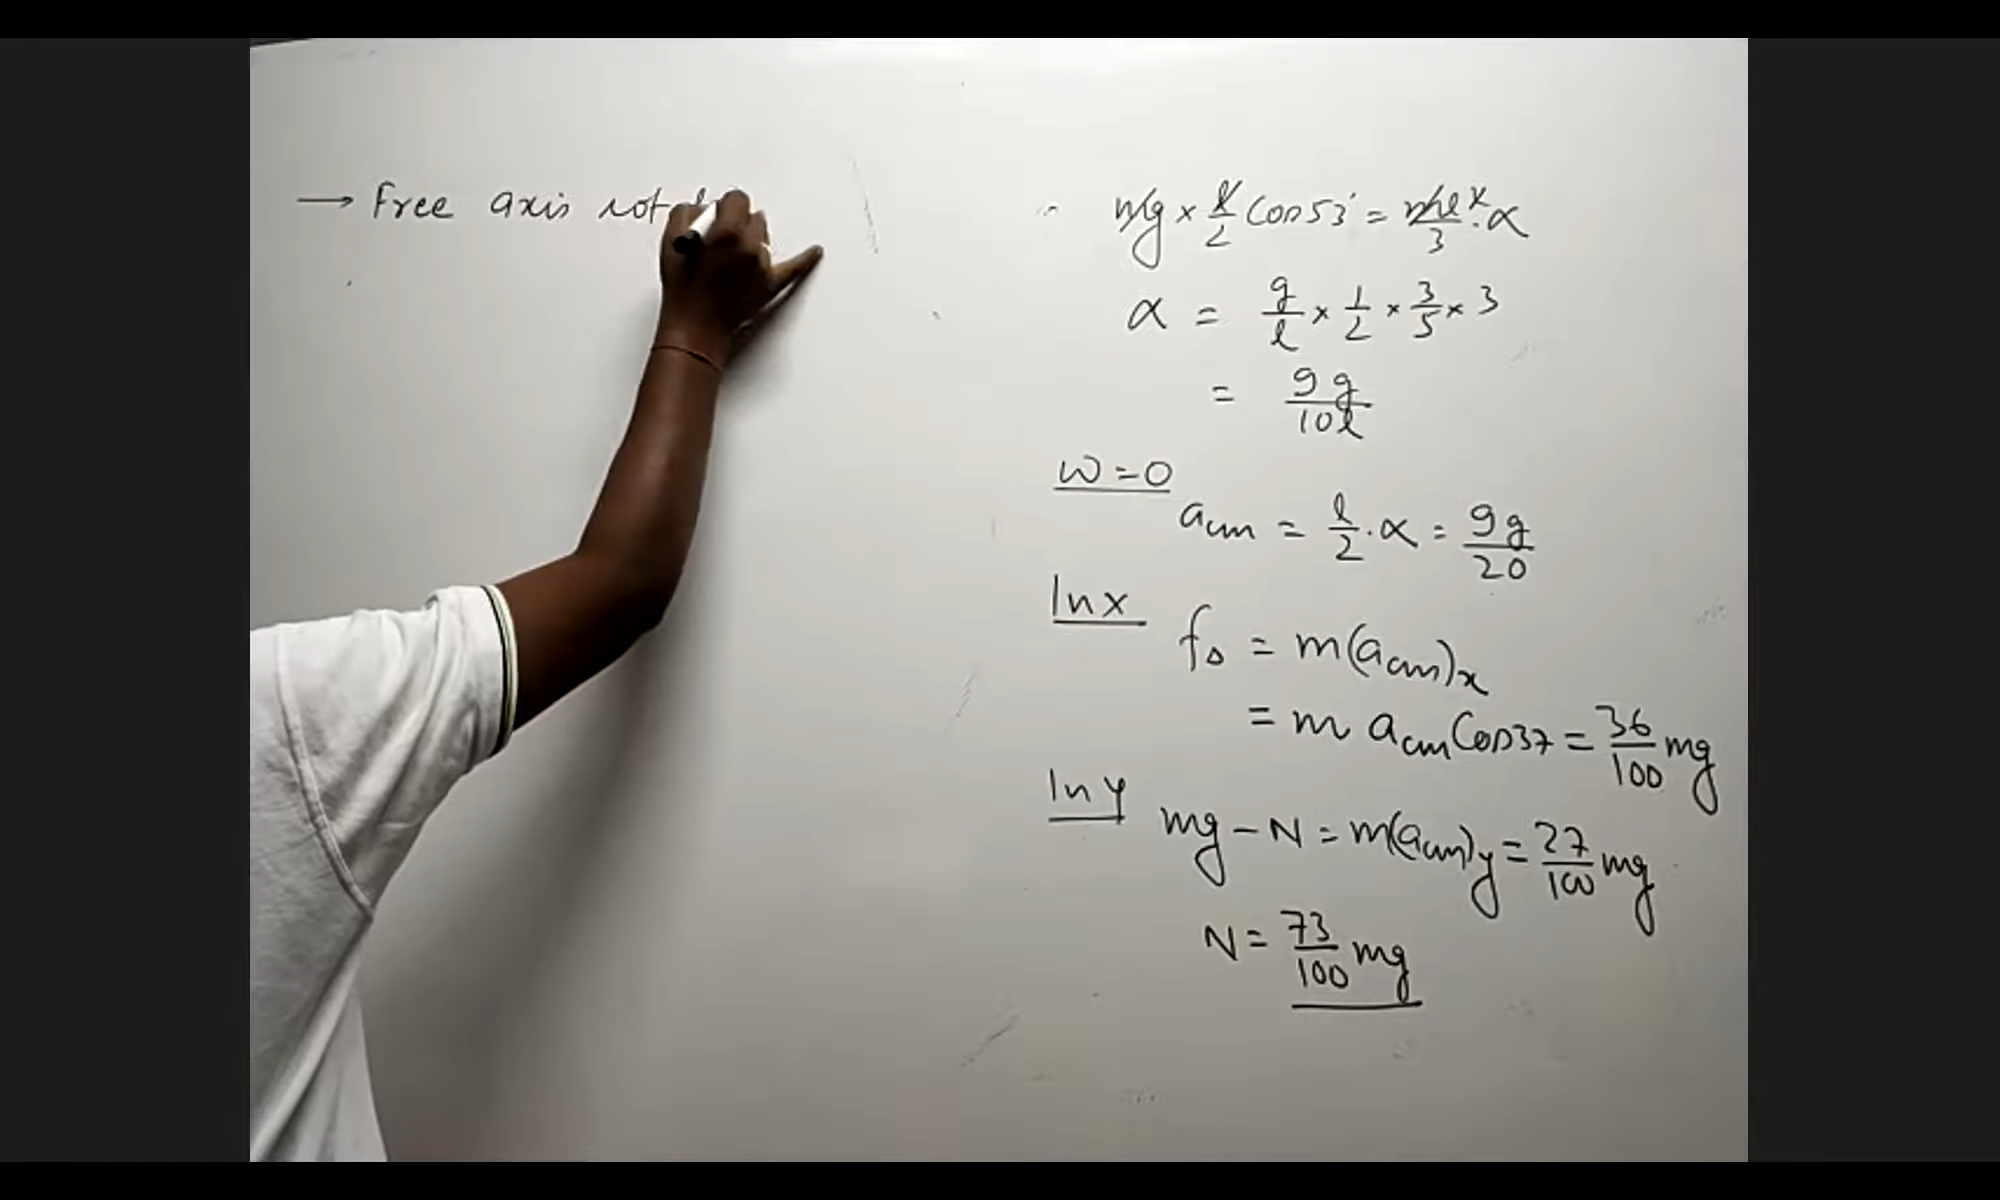 → Free axis rot
mg × l/2 Cos53° = ml²/3 . α
α = g/l × 1/2 × 3/5 × 3
= 9g/10l
ω=0
acm = l/2 . α = 9g/20
In x
fs = m(acm)x
= m acm Cos37 = 36/100 mg
In y
mg - N = m(acm)y = 27/100 mg
N = 73/100 mg